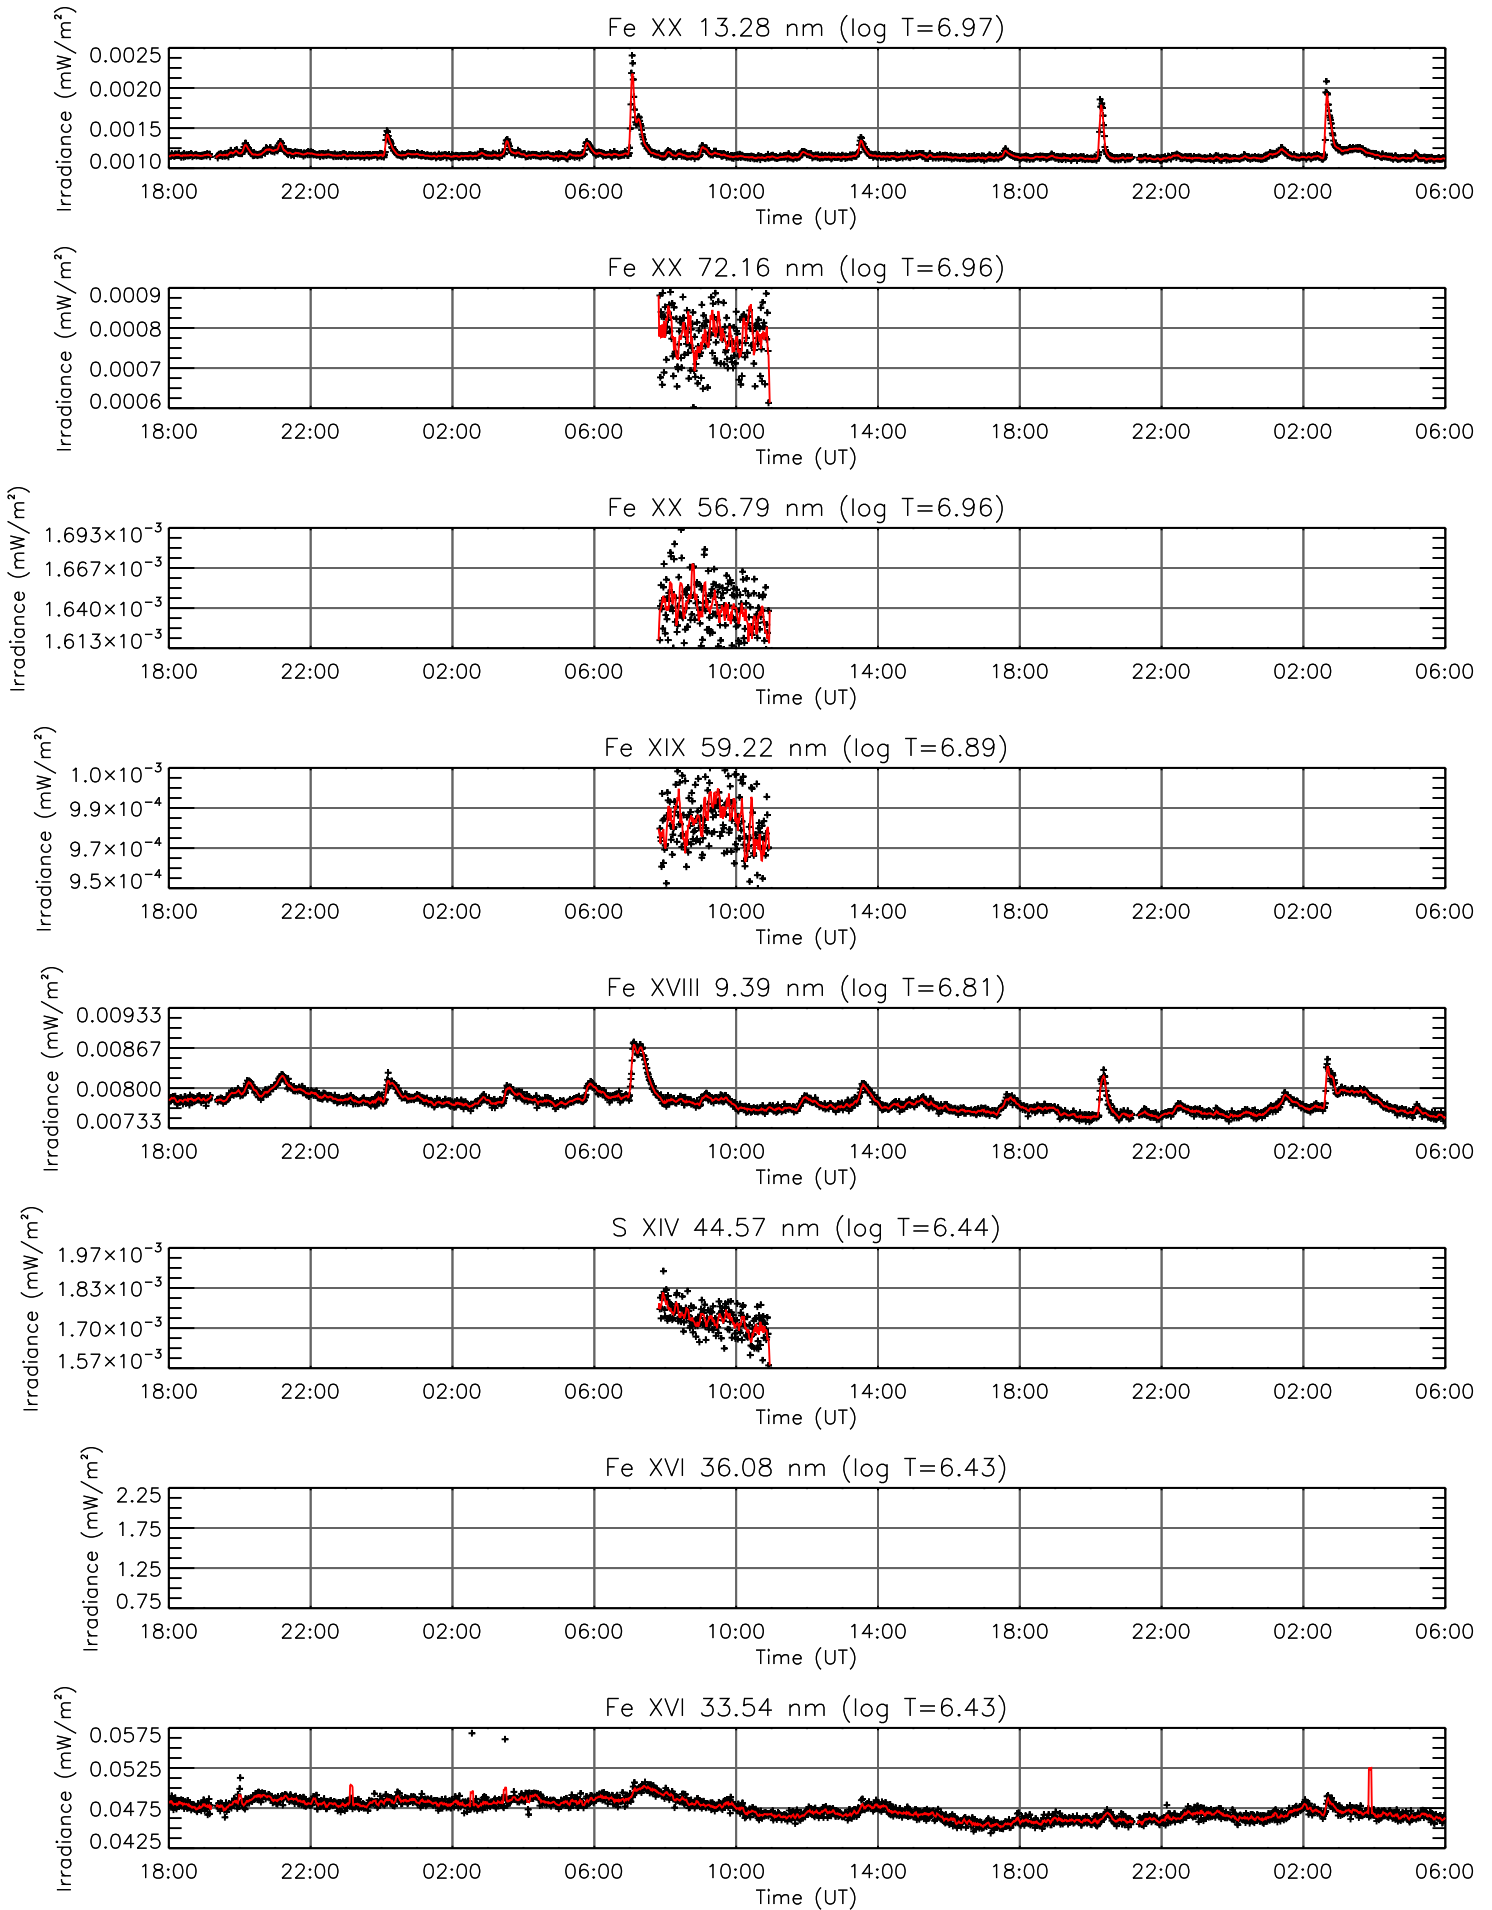 Fe XX 13.28 nm (log T=6.97)
Irradiance (mW/m²)
0.0025
0.0020
0.0015
0.0010
18:00 22:00 02:00 06:00 10:00 14:00 18:00 22:00 02:00 06:00
Time (UT)
Fe XX 72.16 nm (log T=6.96)
Irradiance (mW/m²)
0.0009
0.0008
0.0007
0.0006
18:00 22:00 02:00 06:00 10:00 14:00 18:00 22:00 02:00 06:00
Time (UT)
Fe XX 56.79 nm (log T=6.96)
Irradiance (mW/m²)
1.693×10⁻³
1.667×10⁻³
1.640×10⁻³
1.613×10⁻³
18:00 22:00 02:00 06:00 10:00 14:00 18:00 22:00 02:00 06:00
Time (UT)
Fe XIX 59.22 nm (log T=6.89)
Irradiance (mW/m²)
1.0×10⁻³
9.9×10⁻⁴
9.7×10⁻⁴
9.5×10⁻⁴
18:00 22:00 02:00 06:00 10:00 14:00 18:00 22:00 02:00 06:00
Time (UT)
Fe XVIII 9.39 nm (log T=6.81)
Irradiance (mW/m²)
0.00933
0.00867
0.00800
0.00733
18:00 22:00 02:00 06:00 10:00 14:00 18:00 22:00 02:00 06:00
Time (UT)
S XIV 44.57 nm (log T=6.44)
Irradiance (mW/m²)
1.97×10⁻³
1.83×10⁻³
1.70×10⁻³
1.57×10⁻³
18:00 22:00 02:00 06:00 10:00 14:00 18:00 22:00 02:00 06:00
Time (UT)
Fe XVI 36.08 nm (log T=6.43)
Irradiance (mW/m²)
2.25
1.75
1.25
0.75
18:00 22:00 02:00 06:00 10:00 14:00 18:00 22:00 02:00 06:00
Time (UT)
Fe XVI 33.54 nm (log T=6.43)
Irradiance (mW/m²)
0.0575
0.0525
0.0475
0.0425
18:00 22:00 02:00 06:00 10:00 14:00 18:00 22:00 02:00 06:00
Time (UT)